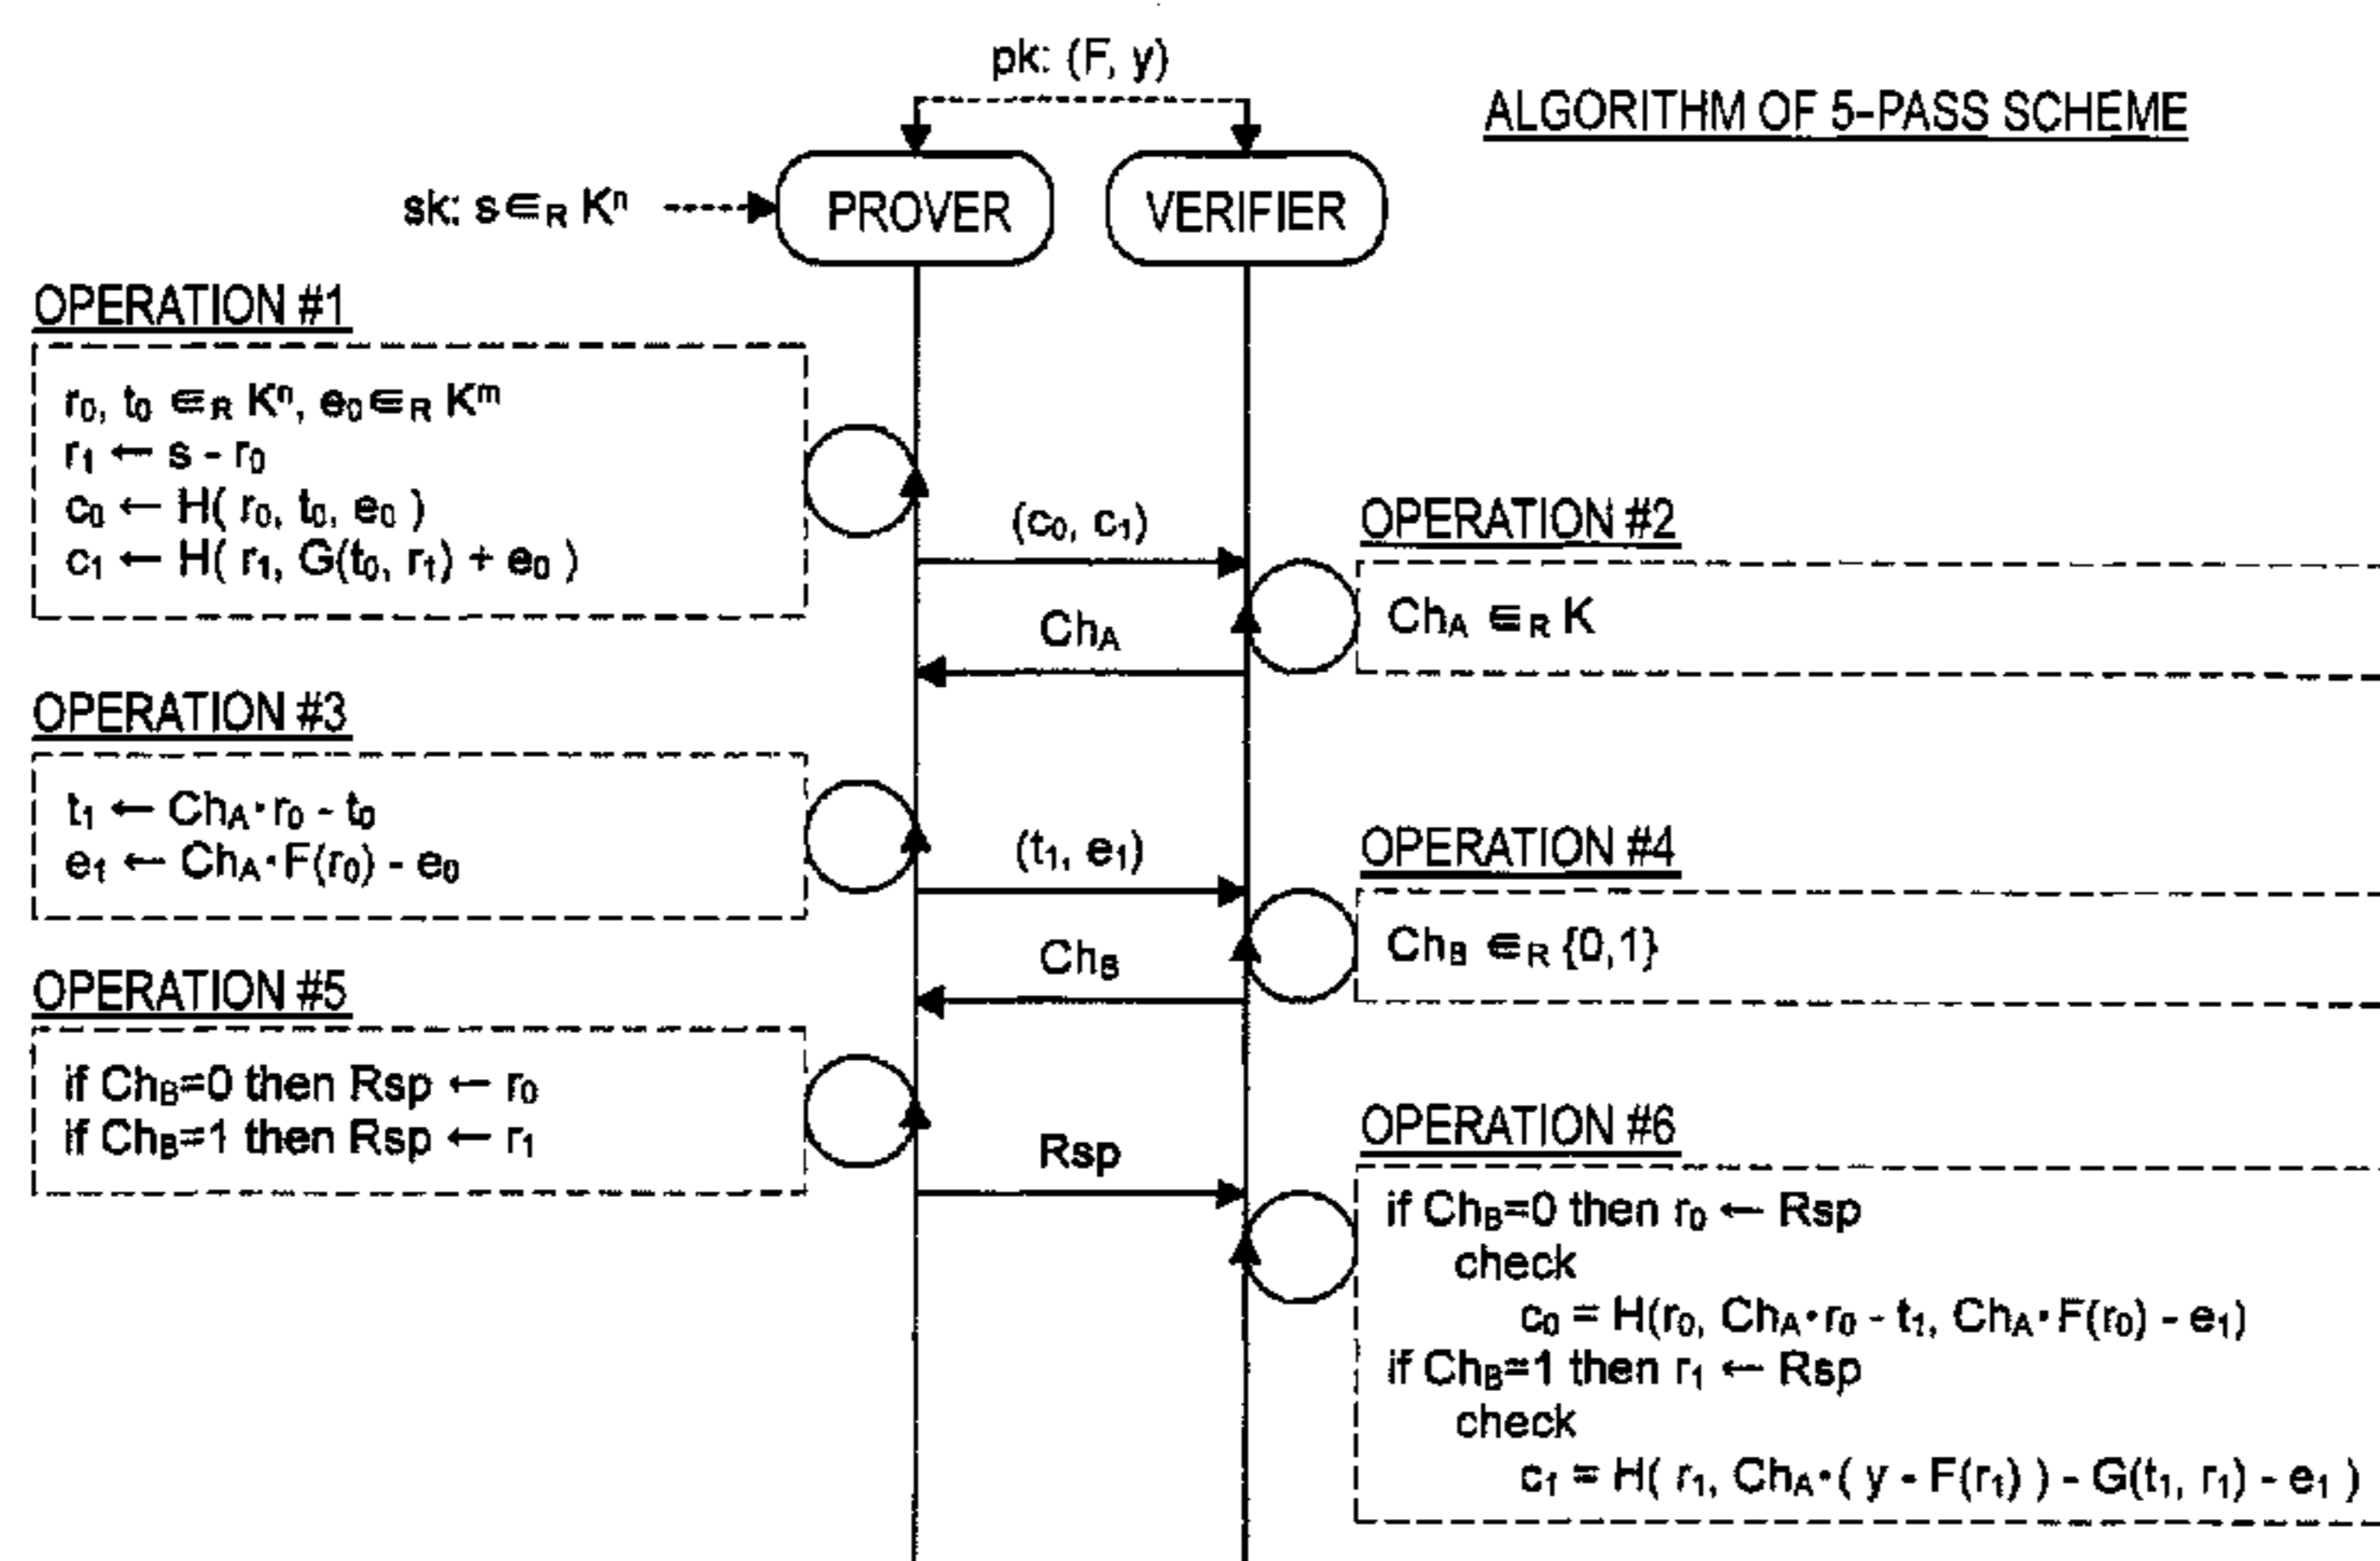 pk: (F, y)
ALGORITHM OF 5-PASS SCHEME
sk: s∈R Kⁿ
PROVER
VERIFIER
OPERATION #1
r₀, t₀ ∈R Kⁿ, e₀∈R Kᵐ
r₁ ← s - r₀
c₀ ← H( r₀, t₀, e₀ )
c₁ ← H( r₁, G(t₀, r₁) + e₀ )
(c₀, c₁)
OPERATION #2
ChA ∈R K
ChA
OPERATION #3
t₁ ← ChA·r₀ - t₀
e₁ ← ChA·F(r₀) - e₀
(t₁, e₁)
OPERATION #4
ChB ∈R {0,1}
ChB
OPERATION #5
if ChB=0 then Rsp ← r₀
if ChB=1 then Rsp ← r₁
Rsp
OPERATION #6
if ChB=0 then r₀ ← Rsp
check
c₀ = H(r₀, ChA·r₀ - t₁, ChA·F(r₀) - e₁)
if ChB=1 then r₁ ← Rsp
check
c₁ = H( r₁, ChA·( y - F(r₁) ) - G(t₁, r₁) - e₁ )